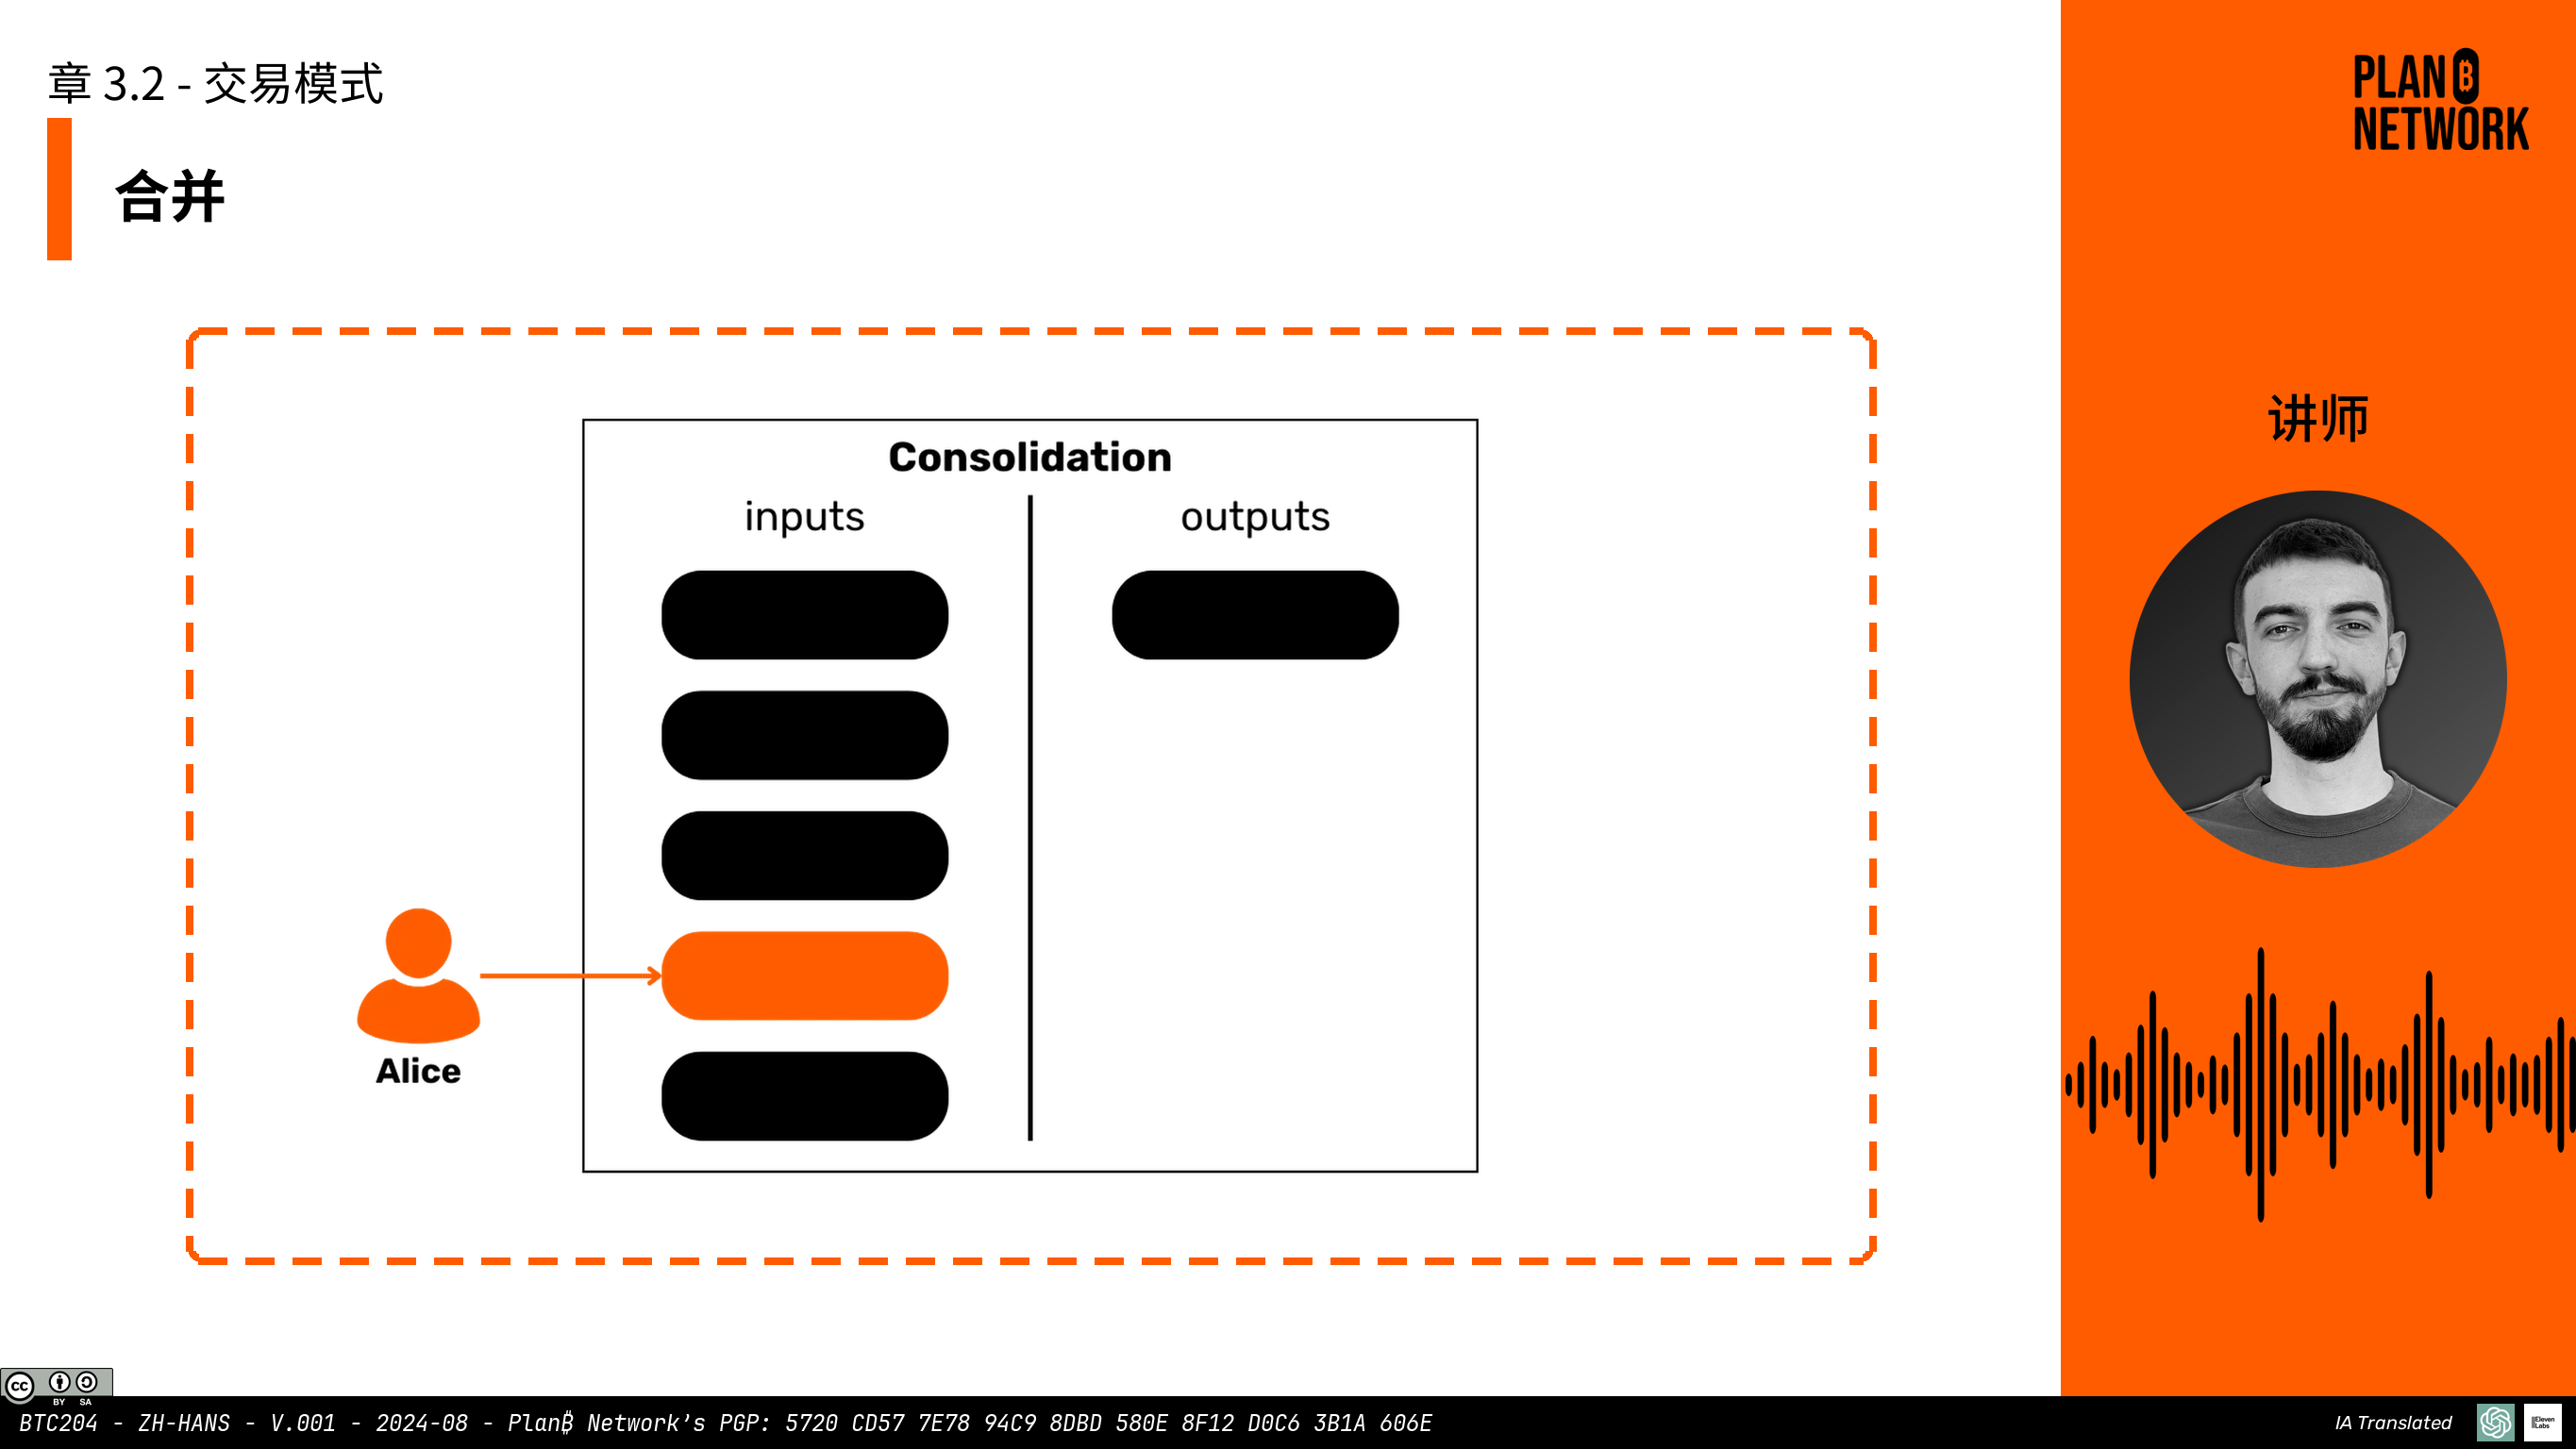 章 3.2 - 交易模式
合并
PLAN ₿
NETWORK
讲师
Consolidation
inputs
outputs
Alice
cc
BY SA
BTC204 - ZH-HANS - V.001 - 2024-08 - Plan₿ Network’s PGP: 5720 CD57 7E78 94C9 8DBD 580E 8F12 D0C6 3B1A 606E
IA Translated
IIElevenLabs